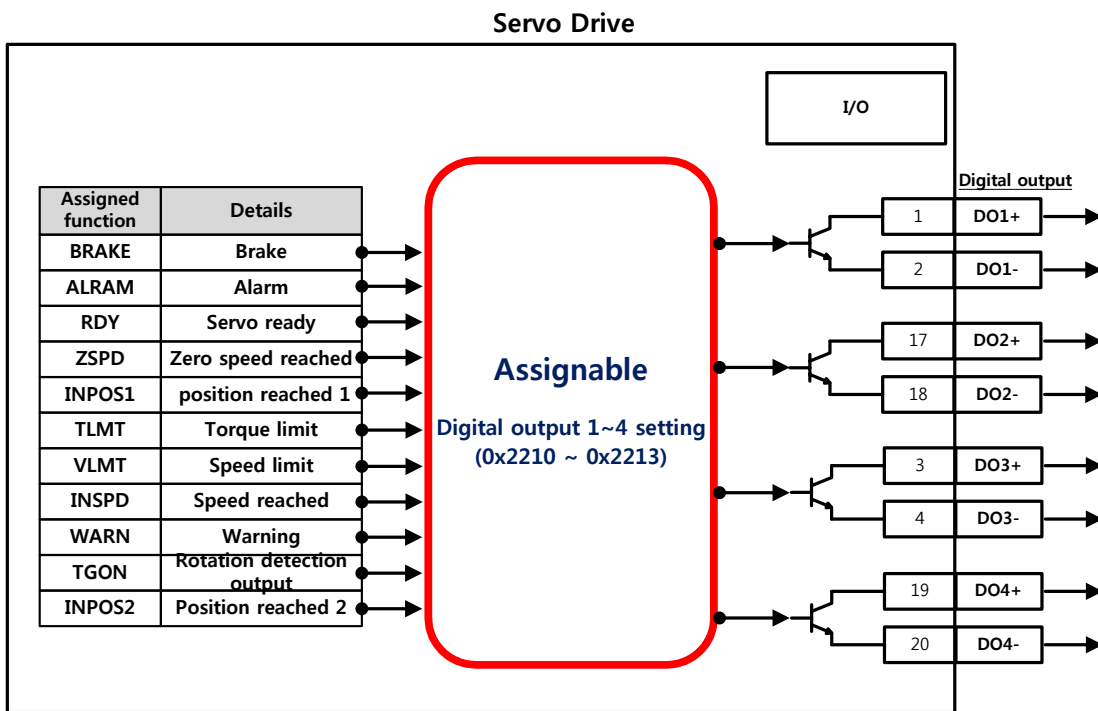 Servo Drive
I/O
Digital output
Assigned
function
Details
BRAKE
Brake
ALRAM
Alarm
RDY
Servo ready
ZSPD
Zero speed reached
INPOS1
position reached 1
TLMT
Torque limit
VLMT
Speed limit
INSPD
Speed reached
WARN
Warning
TGON
Rotation detection
output
INPOS2
Position reached 2
Assignable
Digital output 1~4 setting
(0x2210 ~ 0x2213)
1
DO1+
2
DO1-
17
DO2+
18
DO2-
3
DO3+
4
DO3-
19
DO4+
20
DO4-